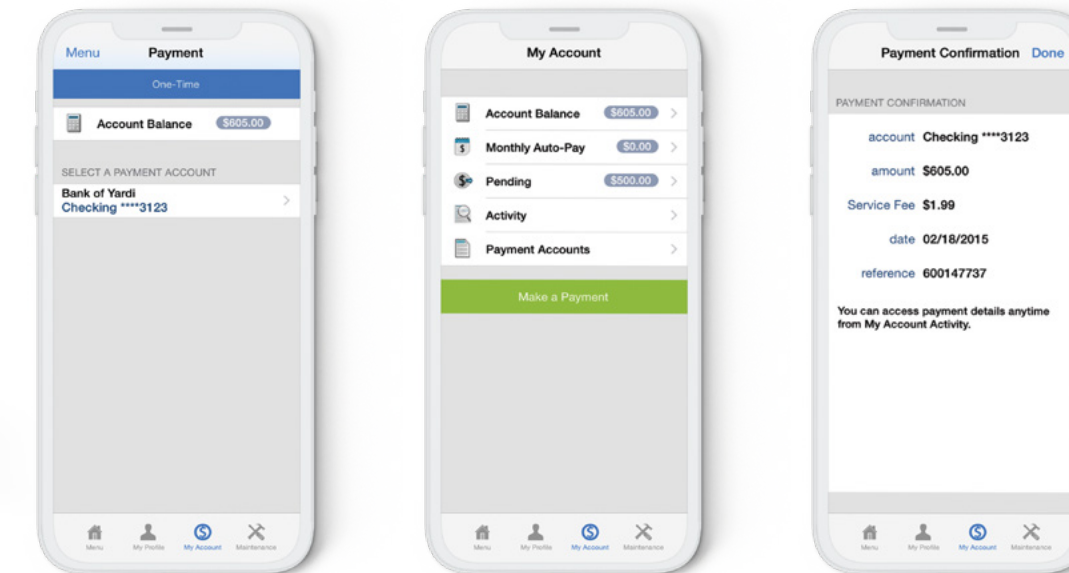 Menu Payment
One-Time
Account Balance $605.00
SELECT A PAYMENT ACCOUNT
Bank of Yardi
Checking ****3123
Menu My Profile My Account Maintenance
My Account
Account Balance $605.00
Monthly Auto-Pay $0.00
Pending $500.00
Activity
Payment Accounts
Make a Payment
Menu My Profile My Account Maintenance
Payment Confirmation Done
PAYMENT CONFIRMATION
account Checking ****3123
amount $605.00
Service Fee $1.99
date 02/18/2015
reference 600147737
You can access payment details anytime
from My Account Activity.
Menu My Profile My Account Maintenance